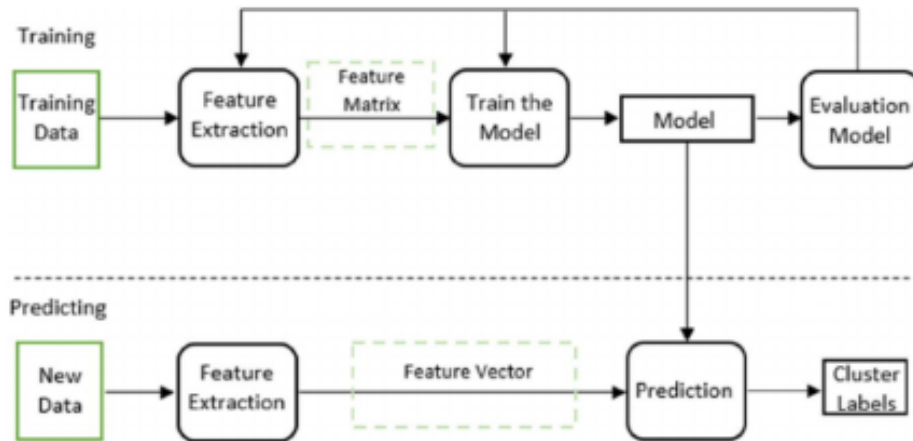 Training
Training
Data
Feature
Extraction
Feature
Matrix
Train the
Model
Model
Evaluation
Model
Predicting
New
Data
Feature
Extraction
Feature Vector
Prediction
Cluster
Labels